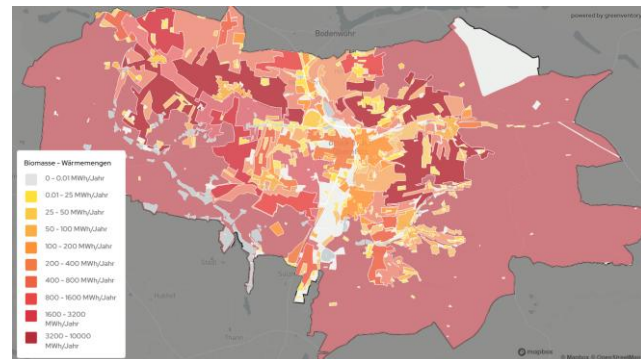 Bodenwöhr
powered by greenventory
Biomasse - Wärmemengen
0 – 0.01 MWh/Jahr
0.01 – 25 MWh/Jahr
25 – 50 MWh/Jahr
50 – 100 MWh/Jahr
100 – 200 MWh/Jahr
200 – 400 MWh/Jahr
400 – 800 MWh/Jahr
800 – 1600 MWh/Jahr
1600 – 3200
MWh/Jahr
3200 – 10000
MWh/Jahr
mapbox
© Mapbox © OpenStreetMap